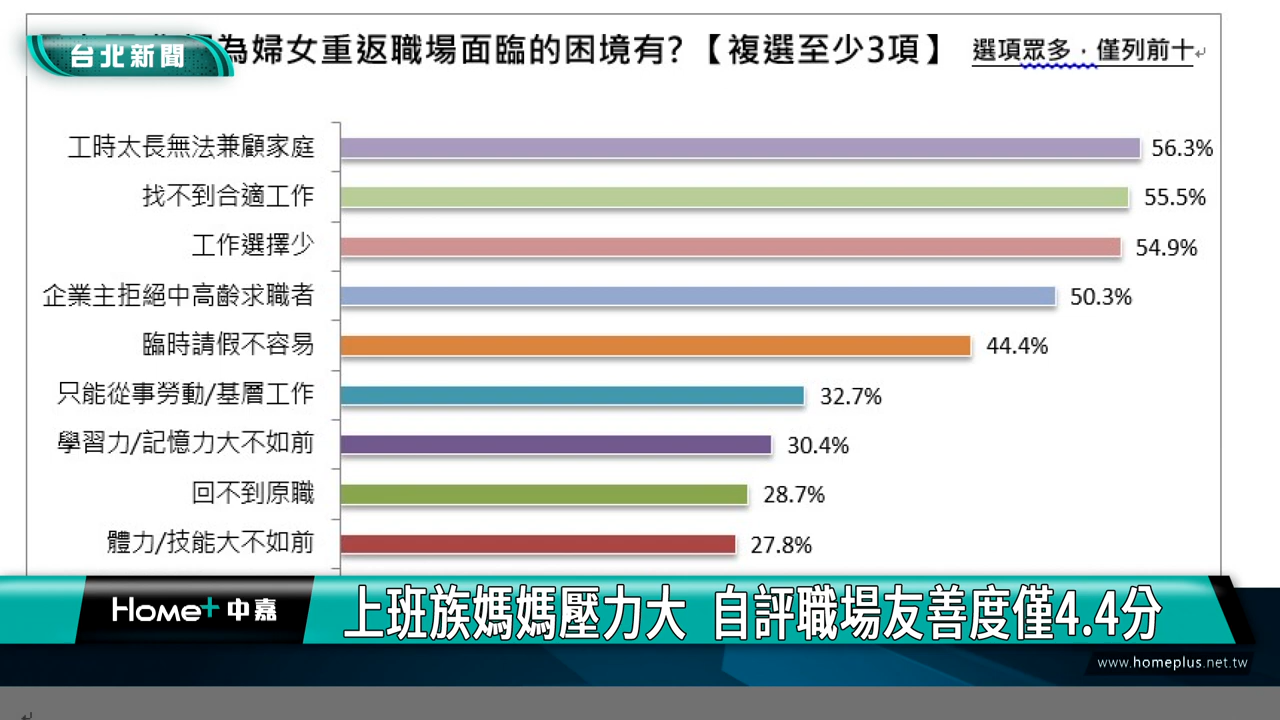 台北新聞
為婦女重返職場面臨的困境有?【複選至少3項】 選項眾多,僅列前十
工時太長無法兼顧家庭 56.3%
找不到合適工作 55.5%
工作選擇少 54.9%
企業主拒絕中高齡求職者 50.3%
臨時請假不容易 44.4%
只能從事勞動/基層工作 32.7%
學習力/記憶力大不如前 30.4%
回不到原職 28.7%
體力/技能大不如前 27.8%
Home+中嘉 上班族媽媽壓力大 自評職場友善度僅4.4分
www.homeplus.net.tw